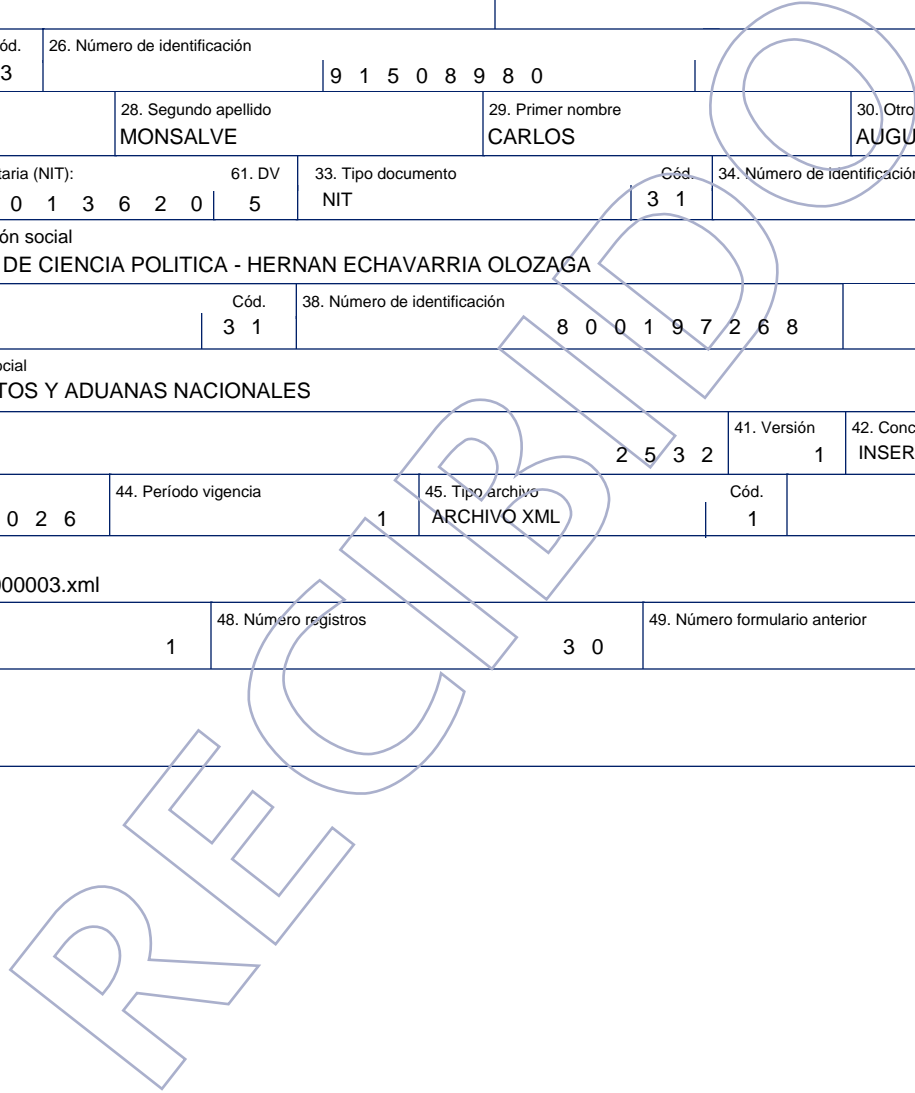 ód. 26. Número de identificación
3 9 1 5 0 8 9 8 0
28. Segundo apellido 29. Primer nombre 30. Otro
MONSALVE CARLOS AUGU
taria (NIT): 61. DV 33. Tipo documento Cód. 34. Número de identificación
0 1 3 6 2 0 5 NIT 3 1
ón social
DE CIENCIA POLITICA - HERNAN ECHAVARRIA OLOZAGA
Cód. 38. Número de identificación
3 1 8 0 0 1 9 7 2 6 8
ocial
TOS Y ADUANAS NACIONALES
41. Versión 42. Conc
2 5 3 2 1 INSER
44. Período vigencia 45. Tipo archivo Cód.
0 2 6 1 ARCHIVO XML 1
000003.xml
48. Número registros 49. Número formulario anterior
1 3 0
RECIBIDO